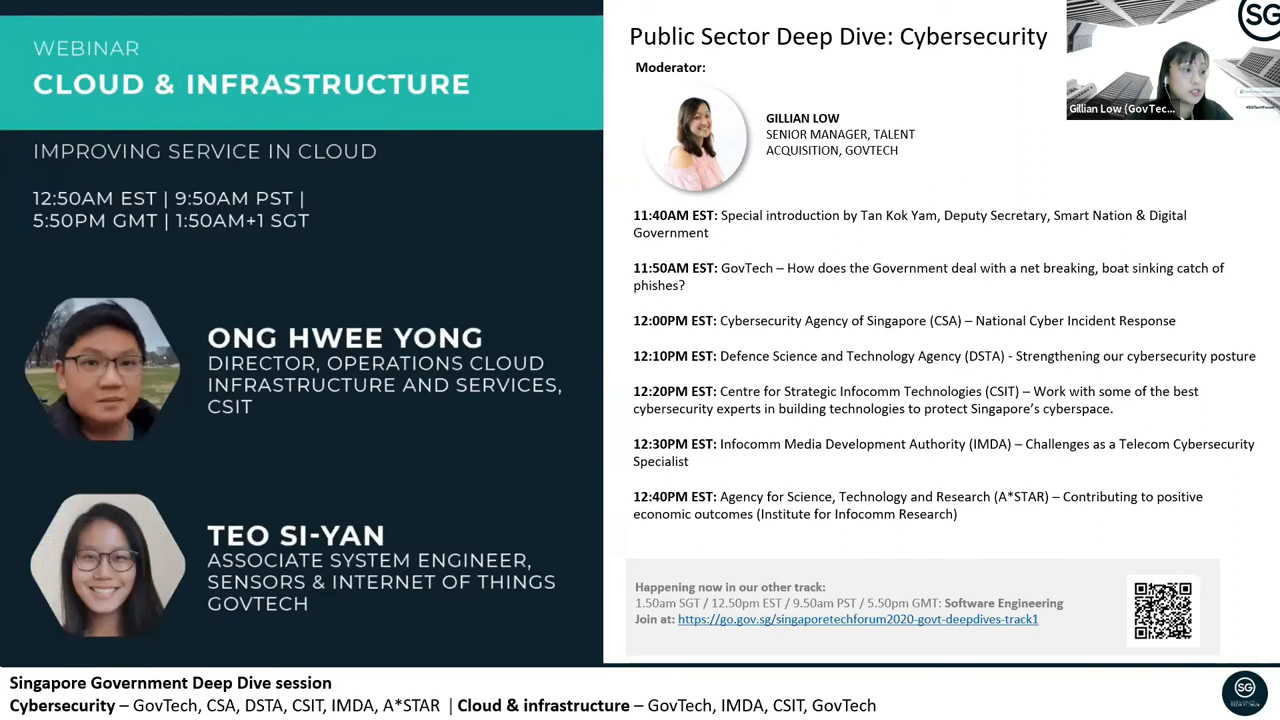 WEBINAR
CLOUD & INFRASTRUCTURE
IMPROVING SERVICE IN CLOUD
12:50AM EST | 9:50AM PST |
5:50PM GMT | 1:50AM+1 SGT
ONG HWEE YONG
DIRECTOR, OPERATIONS CLOUD
INFRASTRUCTURE AND SERVICES,
CSIT
TEO SI-YAN
ASSOCIATE SYSTEM ENGINEER,
SENSORS & INTERNET OF THINGS
GOVTECH
Public Sector Deep Dive: Cybersecurity
Moderator:
GILLIAN LOW
SENIOR MANAGER, TALENT
ACQUISITION, GOVTECH
SG
Gillian Low (GovTec...
11:40AM EST: Special introduction by Tan Kok Yam, Deputy Secretary, Smart Nation & Digital
Government
11:50AM EST: GovTech – How does the Government deal with a net breaking, boat sinking catch of
phishes?
12:00PM EST: Cybersecurity Agency of Singapore (CSA) – National Cyber Incident Response
12:10PM EST: Defence Science and Technology Agency (DSTA) - Strengthening our cybersecurity posture
12:20PM EST: Centre for Strategic Infocomm Technologies (CSIT) – Work with some of the best
cybersecurity experts in building technologies to protect Singapore’s cyberspace.
12:30PM EST: Infocomm Media Development Authority (IMDA) – Challenges as a Telecom Cybersecurity
Specialist
12:40PM EST: Agency for Science, Technology and Research (A*STAR) – Contributing to positive
economic outcomes (Institute for Infocomm Research)
Happening now in our other track:
1.50am SGT / 12.50pm EST / 9.50am PST / 5.50pm GMT: Software Engineering
Join at: https://go.gov.sg/singaporetechforum2020-govt-deepdives-track1
Singapore Government Deep Dive session
Cybersecurity – GovTech, CSA, DSTA, CSIT, IMDA, A*STAR | Cloud & infrastructure – GovTech, IMDA, CSIT, GovTech
SG